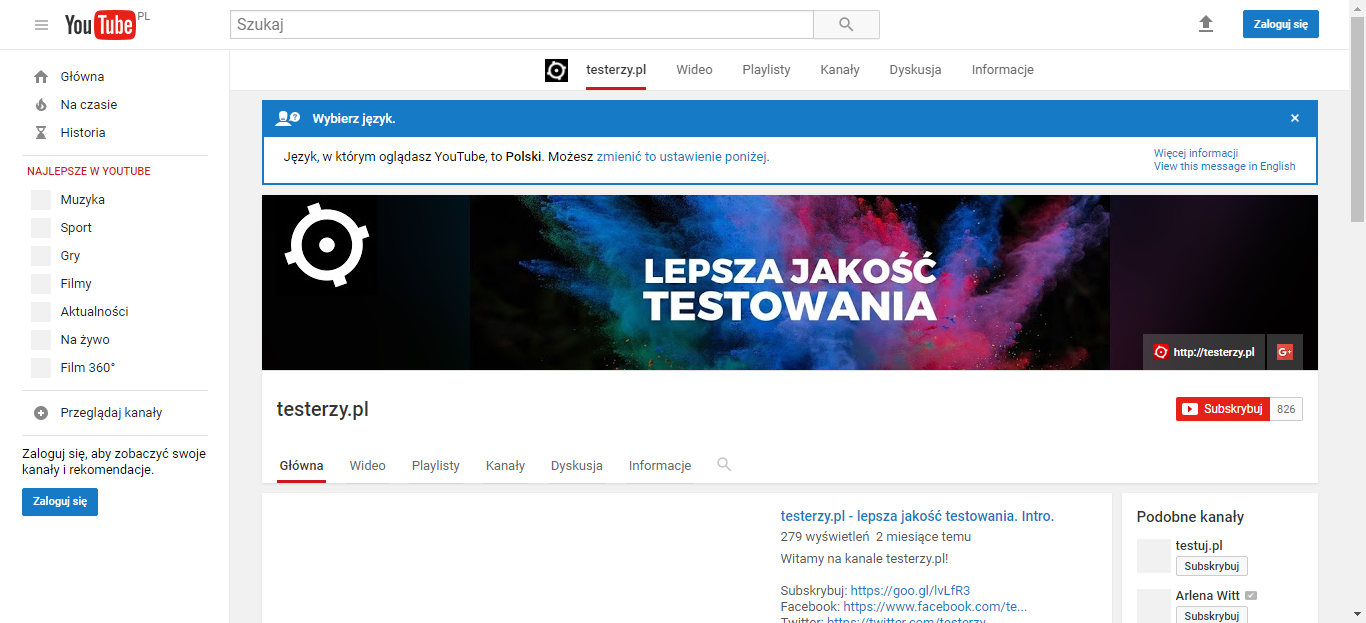 YouTube PL
Szukaj
Zaloguj się
Główna
Na czasie
Historia
NAJLEPSZE W YOUTUBE
Muzyka
Sport
Gry
Filmy
Aktualności
Na żywo
Film 360°
Przeglądaj kanały
Zaloguj się, aby zobaczyć swoje
kanały i rekomendacje.
Zaloguj się
testerzy.pl Wideo Playlisty Kanały Dyskusja Informacje
Wybierz język.
Język, w którym oglądasz YouTube, to Polski. Możesz zmienić to ustawienie poniżej.
Więcej informacji
View this message in English
LEPSZA JAKOŚĆ
TESTOWANIA
http://testerzy.pl G+
testerzy.pl
Subskrybuj 826
Główna Wideo Playlisty Kanały Dyskusja Informacje
testerzy.pl - lepsza jakość testowania. Intro.
279 wyświetleń 2 miesiące temu
Witamy na kanale testerzy.pl!
Subskrybuj: https://goo.gl/lvLfR3
Facebook: https://www.facebook.com/te...
Twitter: https://twitter.com/testerzy
Podobne kanały
testuj.pl
Subskrybuj
Arlena Witt
Subskrybuj